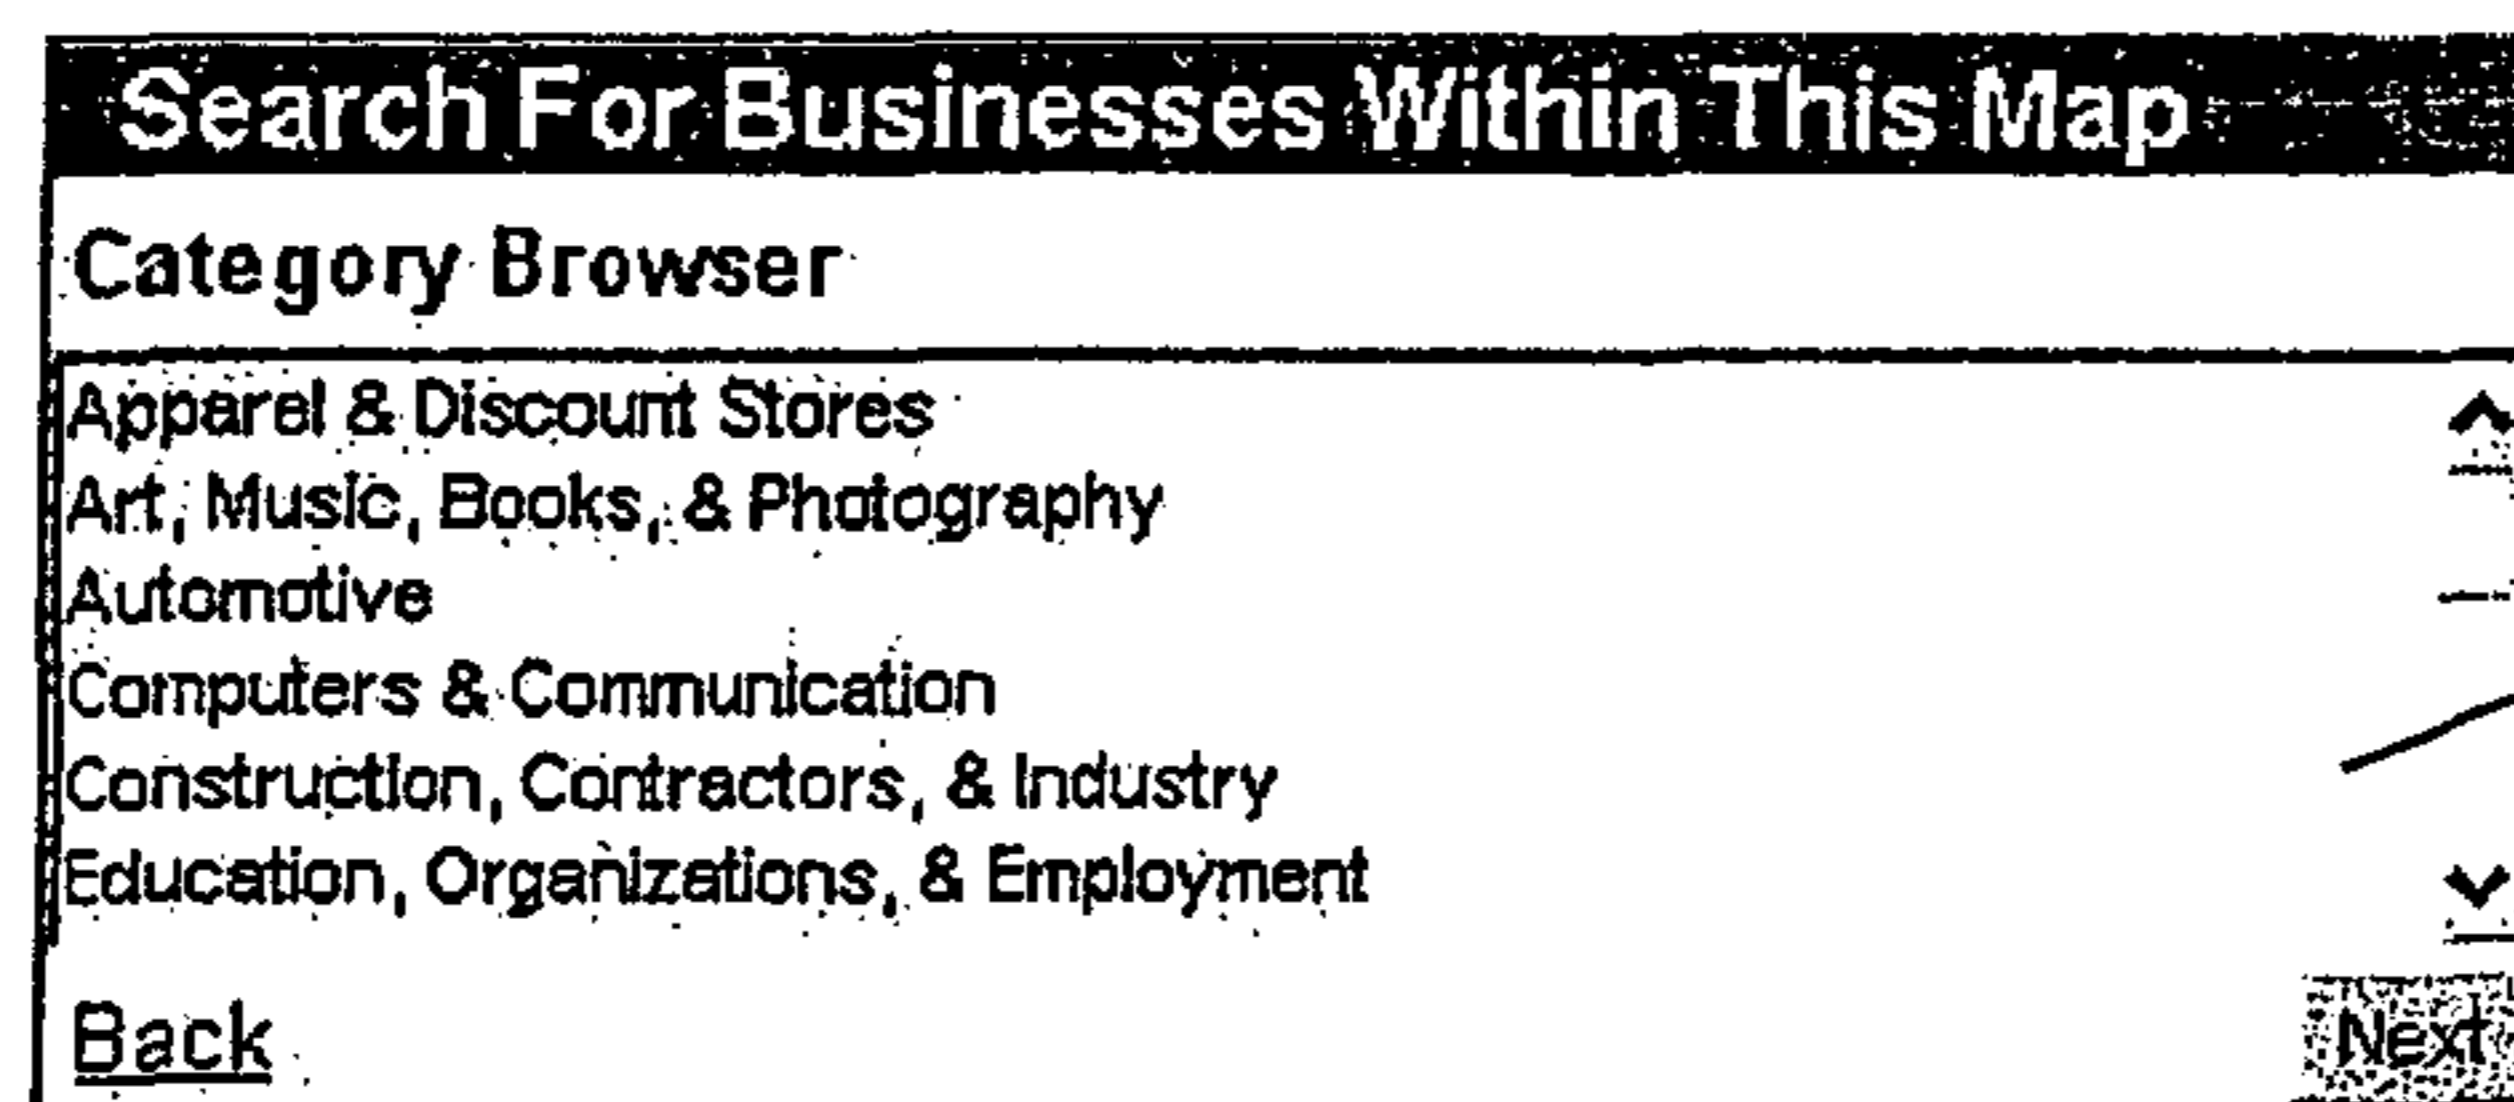 Search For Businesses Within This Map
Category Browser
Apparel & Discount Stores
Art, Music, Books, & Photography
Automotive
Computers & Communication
Construction, Contractors, & Industry
Education, Organizations, & Employment
Back
Next